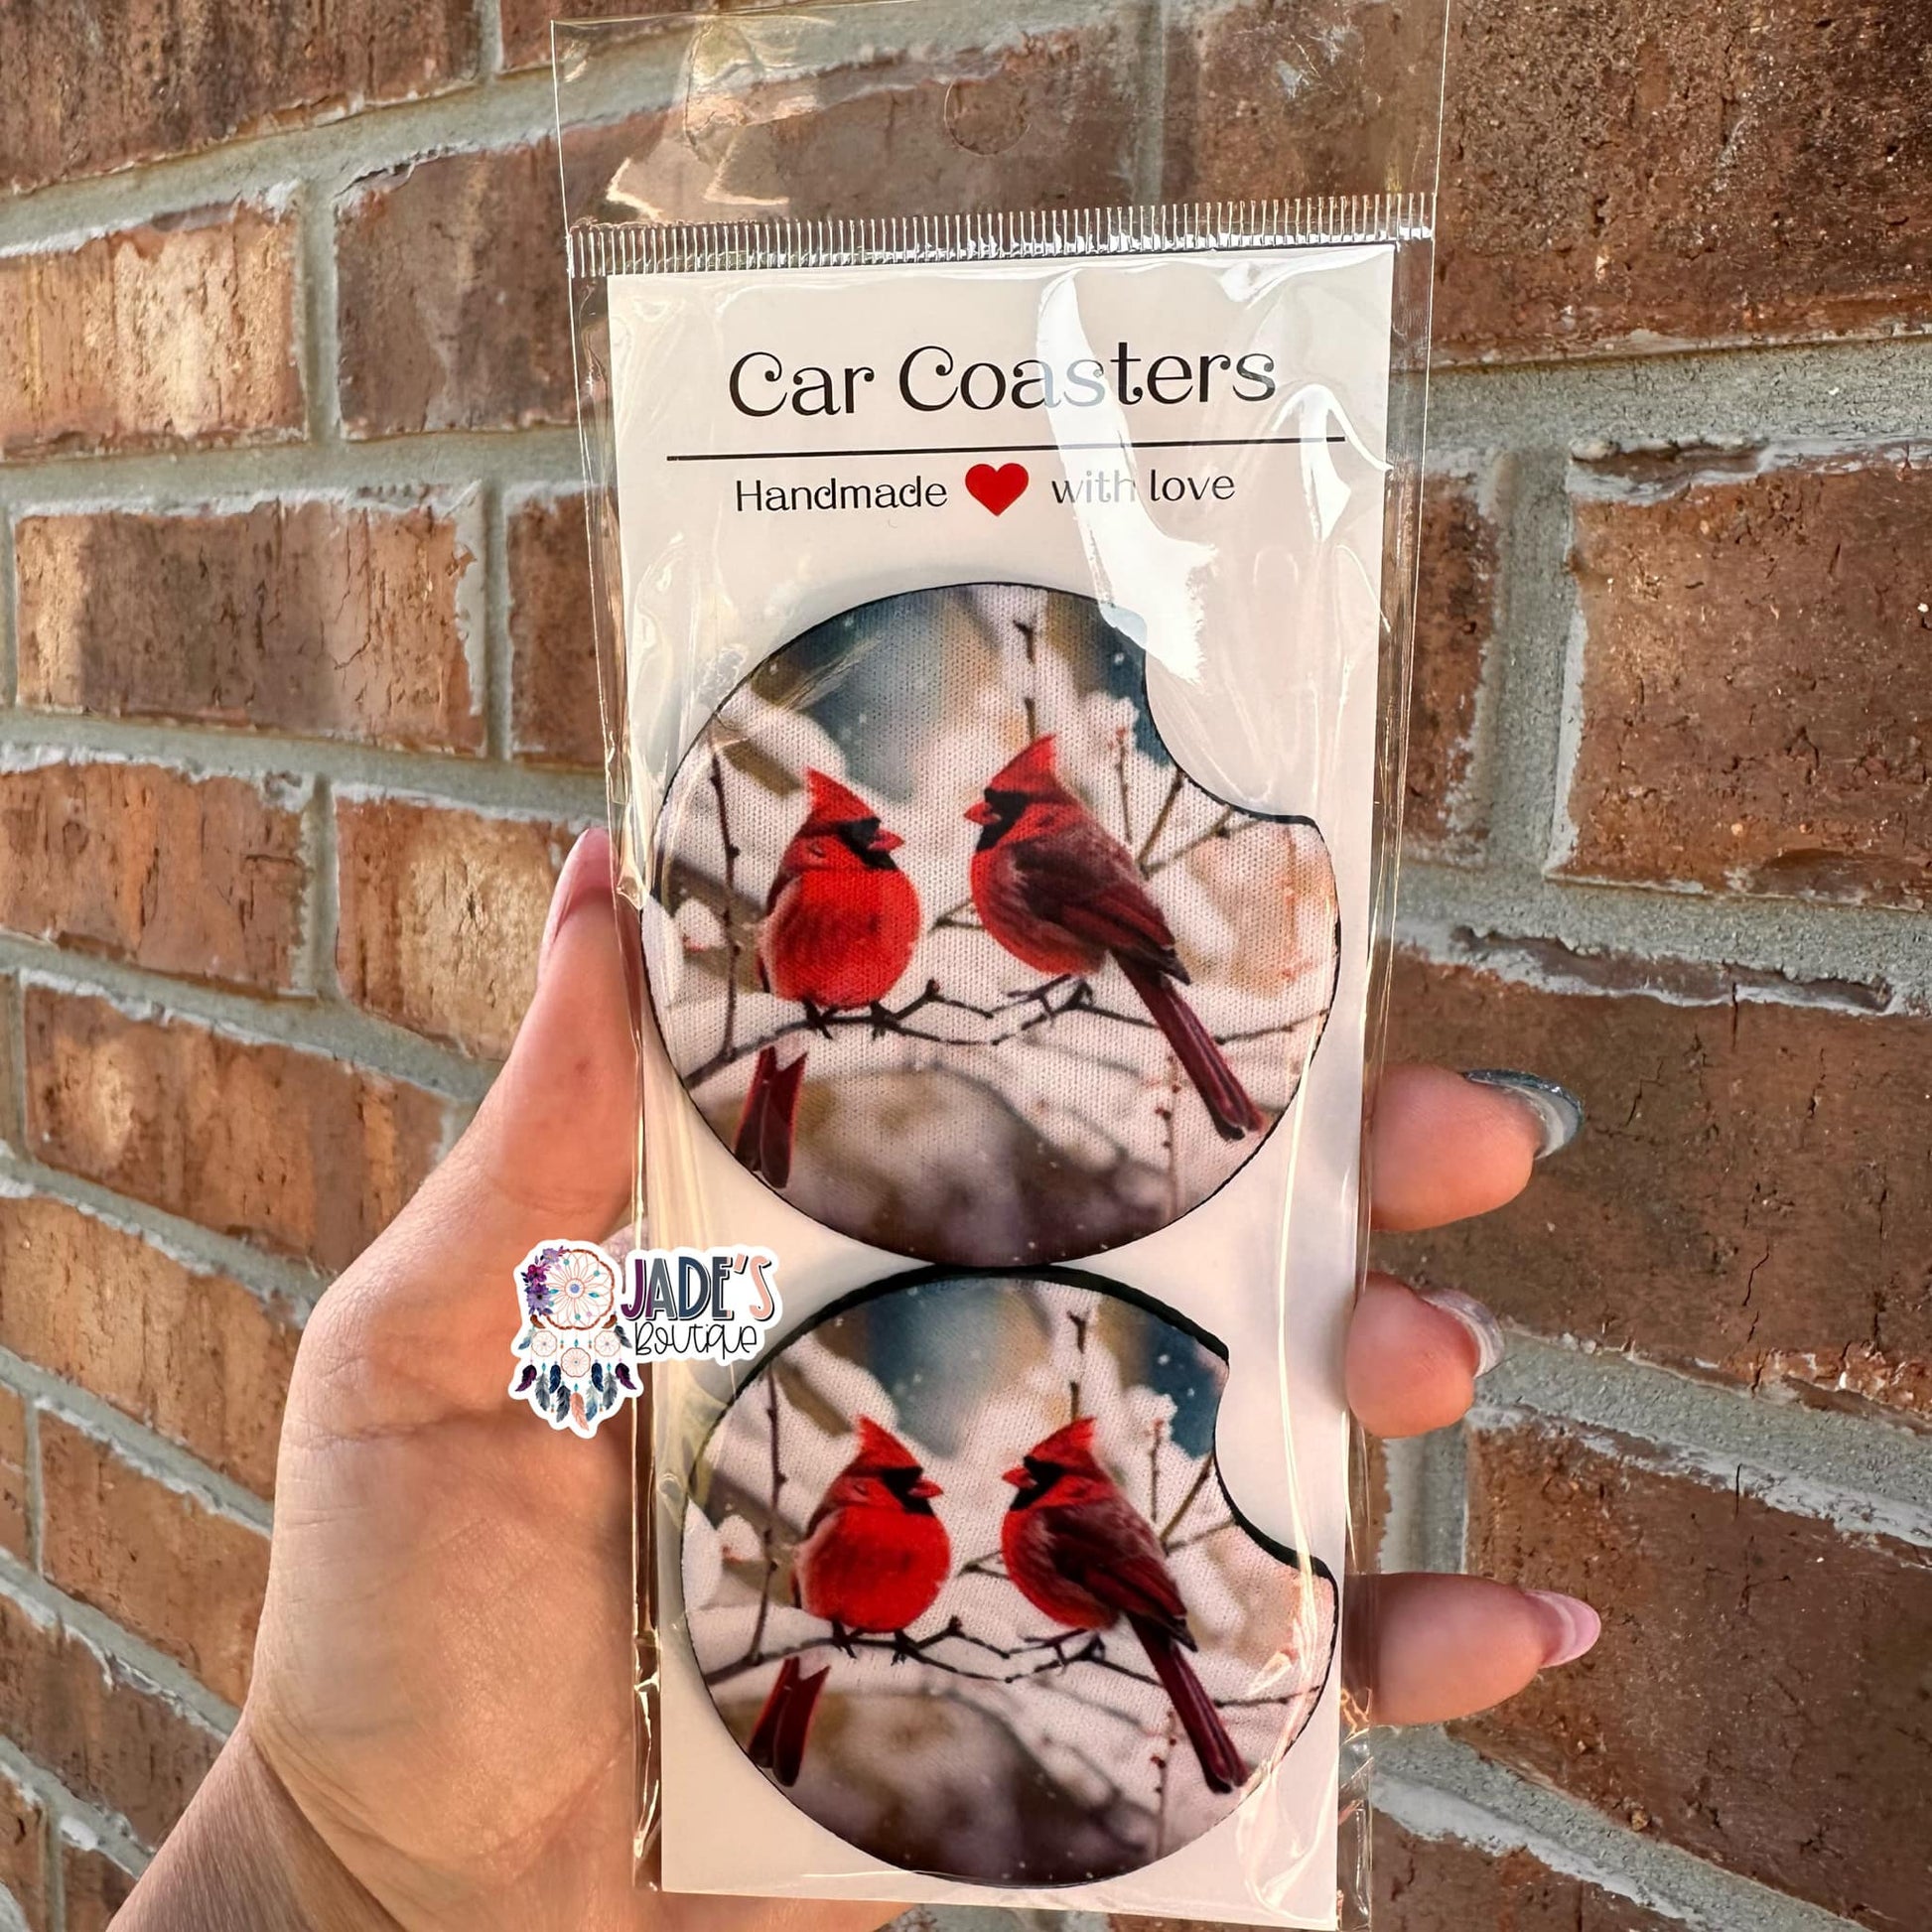 Car Coasters
Handmade ❤ with love
JADE'S
Boutique